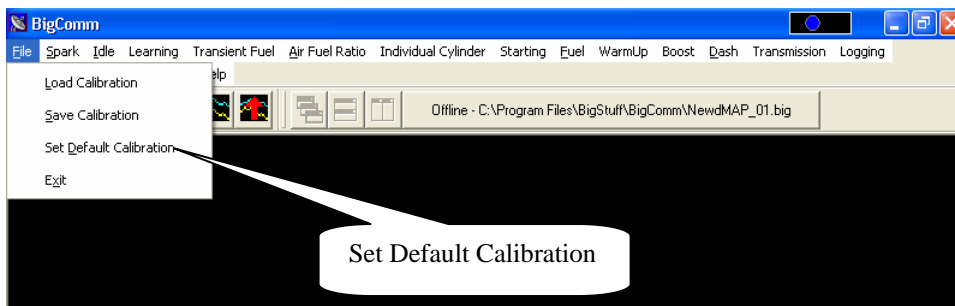 BigComm
File Spark Idle Learning Transient Fuel Air Fuel Ratio Individual Cylinder Starting Fuel WarmUp Boost Dash Transmission Logging
elp
Load Calibration
Save Calibration
Offline - C:\Program Files\BigStuff\BigComm\NewdMAP_01.big
Set Default Calibration
Exit
Set Default Calibration